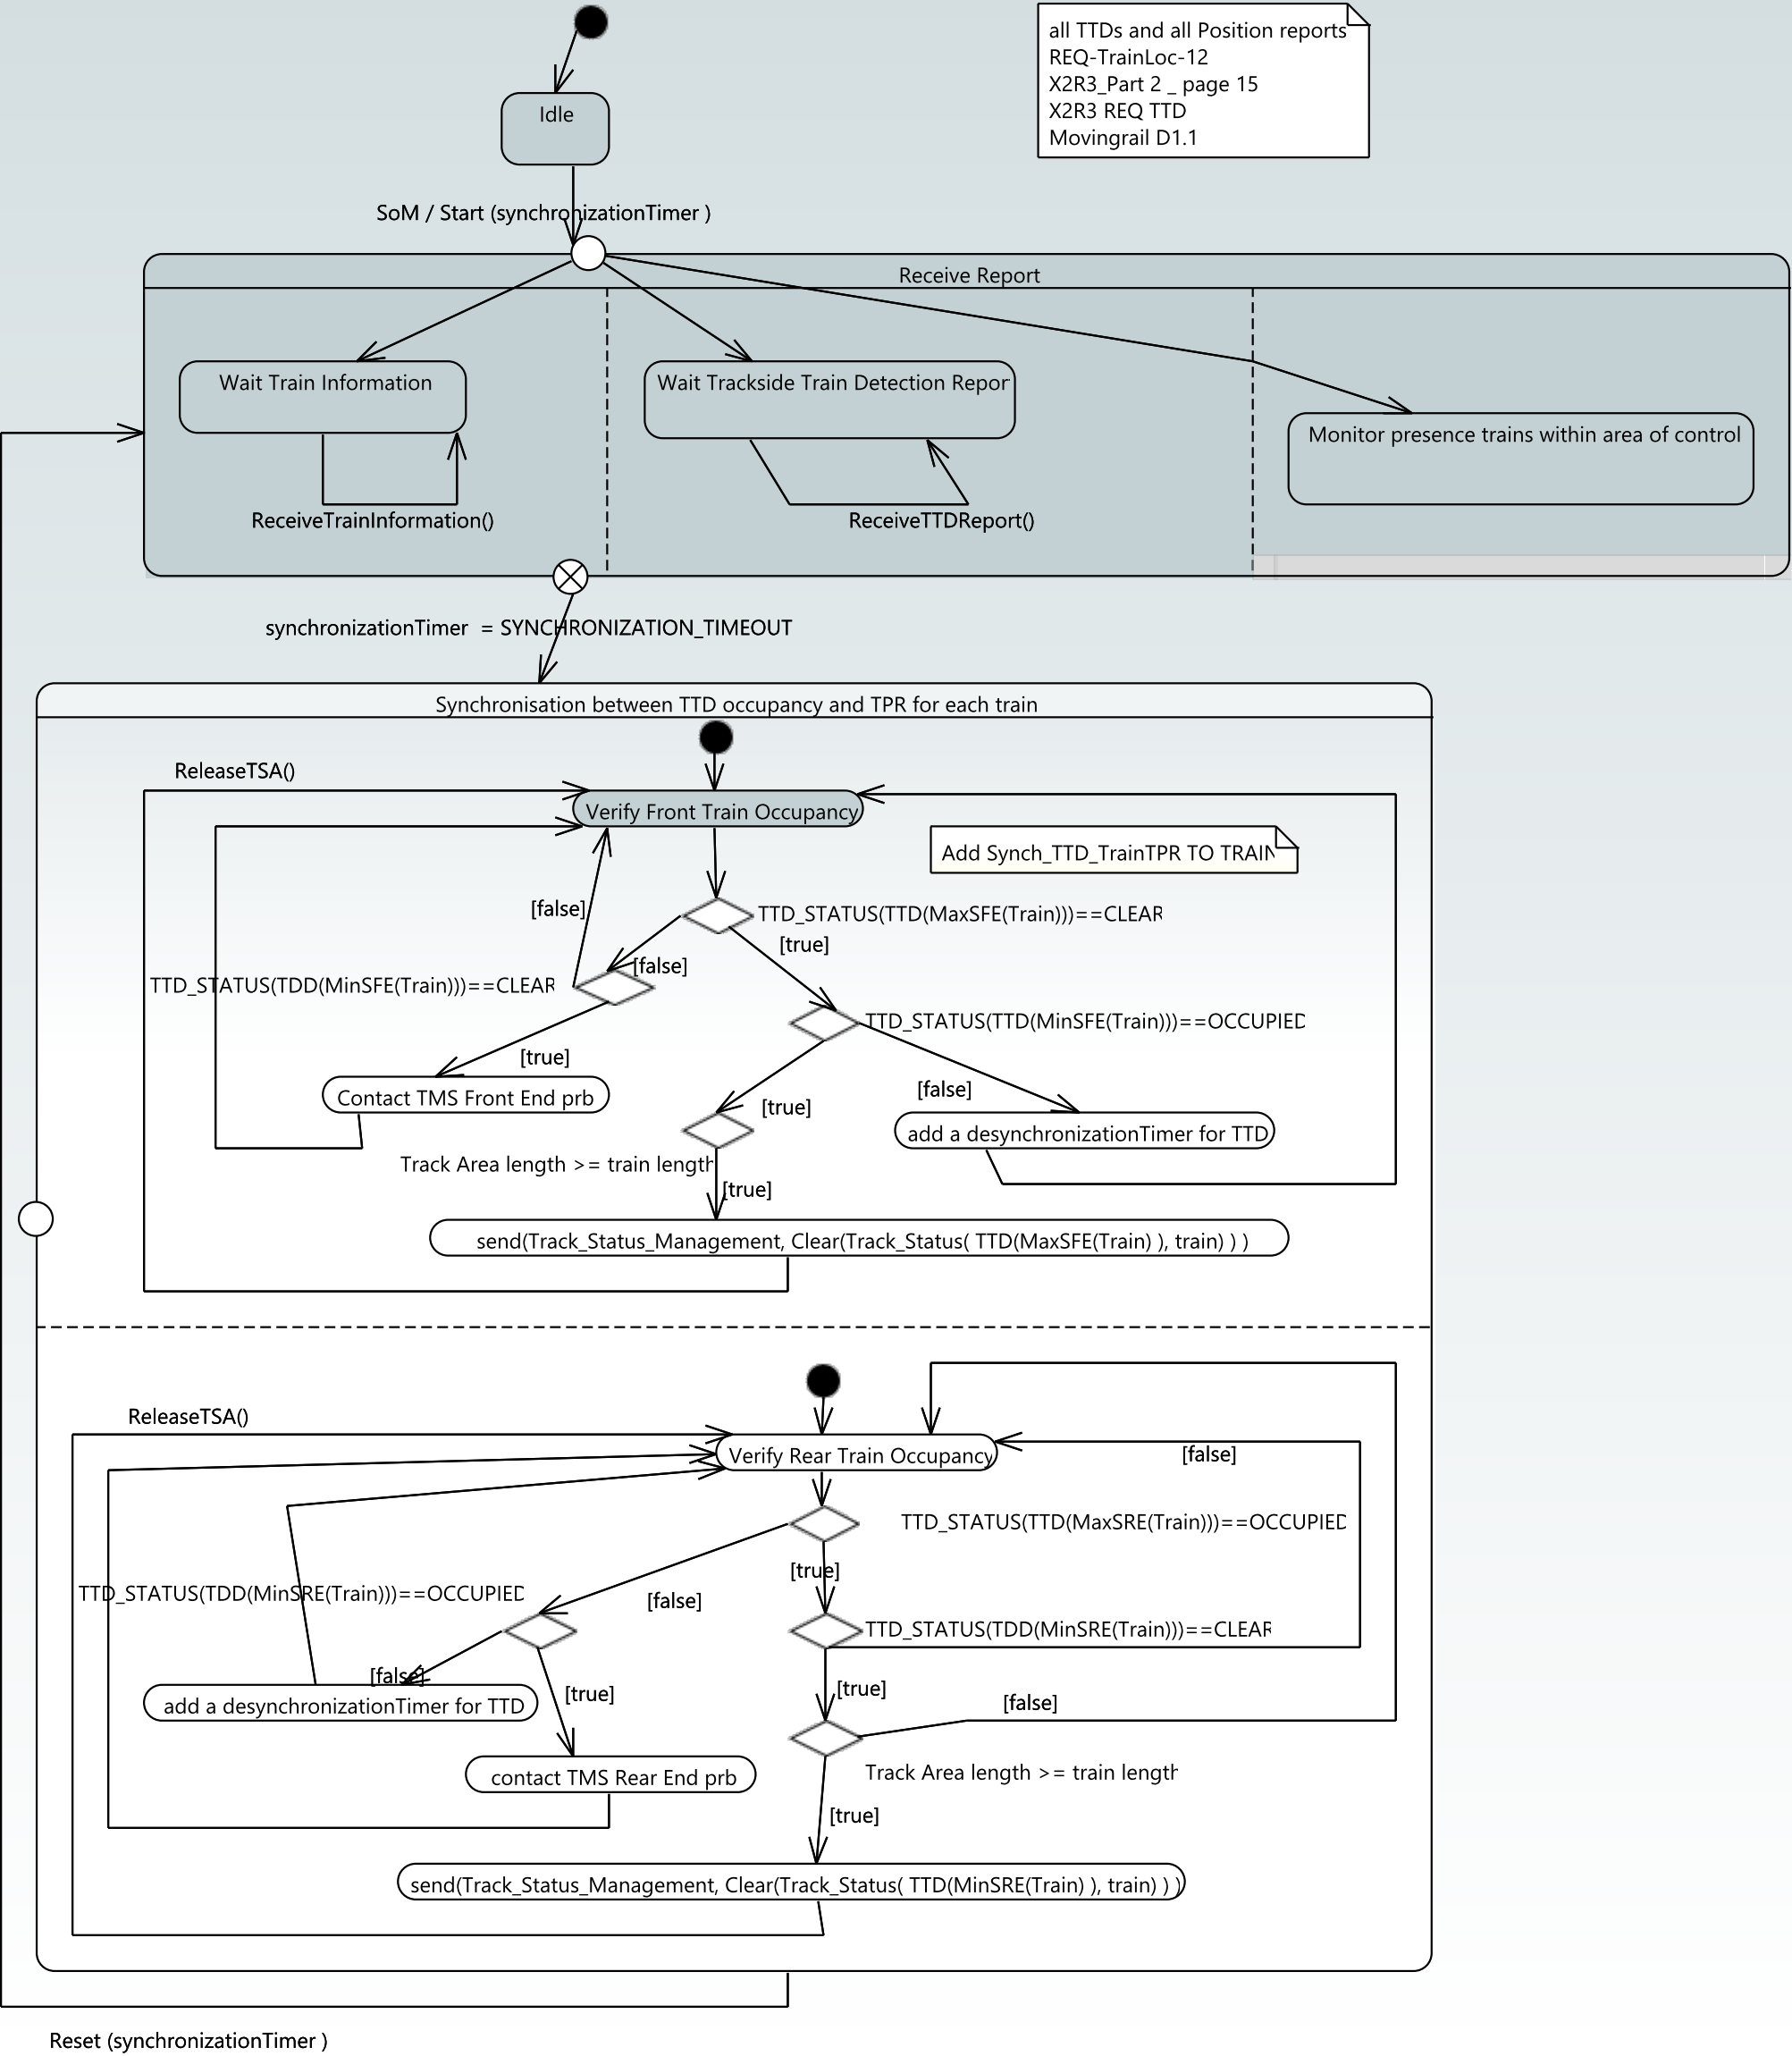 all TTDs and all Position reports
REQ-TrainLoc-12
X2R3_Part 2 _ page 15
X2R3 REQ TTD
Movingrail D1.1
Idle
SoM / Start (synchronizationTimer )
Receive Report
Wait Train Information
Wait Trackside Train Detection Repor
Monitor presence trains within area of control
ReceiveTrainInformation()
ReceiveTTDReport()
synchronizationTimer = SYNCHRONIZATION_TIMEOUT
Synchronisation between TTD occupancy and TPR for each train
ReleaseTSA()
Verify Front Train Occupancy
Add Synch_TTD_TrainTPR TO TRAIN
[false]
TTD_STATUS(TTD(MaxSFE(Train)))==CLEAR
[true]
[false]
TTD_STATUS(TDD(MinSFE(Train)))==CLEAR
TTD_STATUS(TTD(MinSFE(Train)))==OCCUPIED
[true]
Contact TMS Front End prb
[false]
[true]
add a desynchronizationTimer for TTD
Track Area length >= train length
[true]
send(Track_Status_Management, Clear(Track_Status( TTD(MaxSFE(Train) ), train) ) )
ReleaseTSA()
Verify Rear Train Occupancy
[false]
TTD_STATUS(TTD(MaxSRE(Train)))==OCCUPIED
[true]
TTD_STATUS(TDD(MinSRE(Train)))==OCCUPIED
[false]
TTD_STATUS(TDD(MinSRE(Train)))==CLEAR
[false]
[true]
[true]
[false]
add a desynchronizationTimer for TTD
contact TMS Rear End prb
Track Area length >= train length
[true]
send(Track_Status_Management, Clear(Track_Status( TTD(MinSRE(Train) ), train) ) )
Reset (synchronizationTimer )